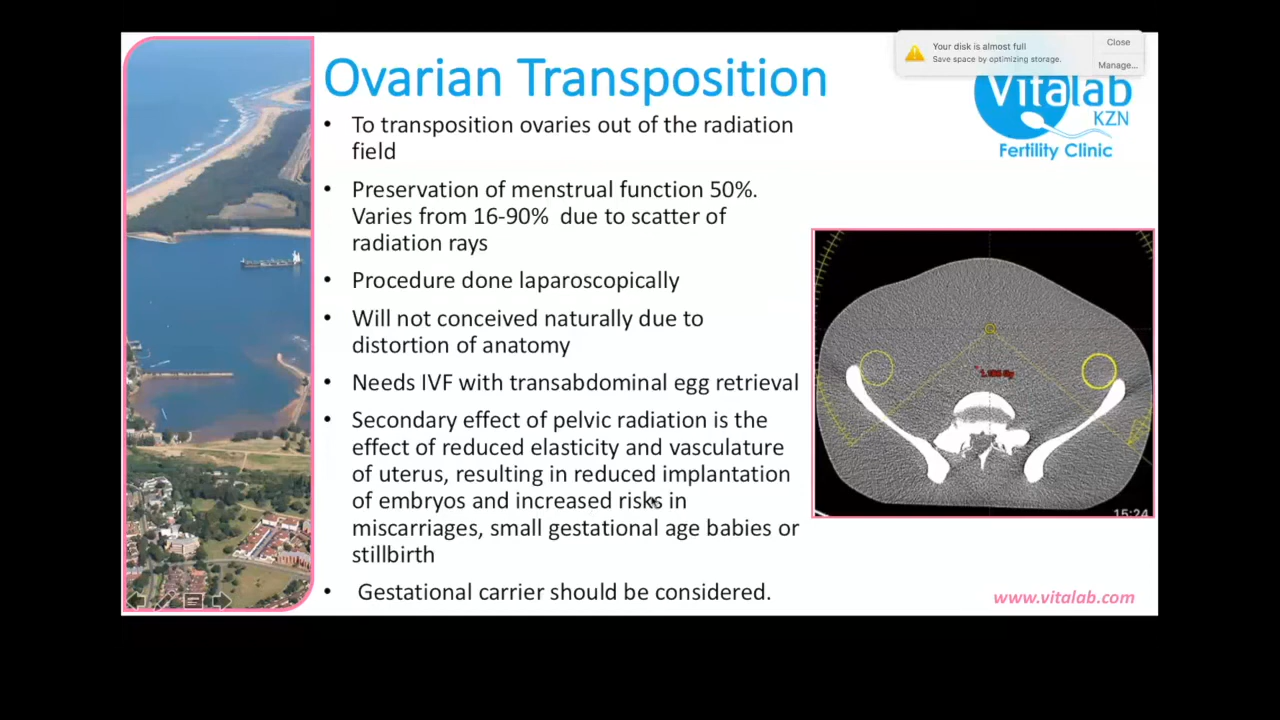 Ovarian Transposition
Your disk is almost full
Save space by optimizing storage.
Close
Manage...
Vitalab
KZN
Fertility Clinic
• To transposition ovaries out of the radiation
field
• Preservation of menstrual function 50%.
Varies from 16-90% due to scatter of
radiation rays
• Procedure done laparoscopically
• Will not conceived naturally due to
distortion of anatomy
• Needs IVF with transabdominal egg retrieval
• Secondary effect of pelvic radiation is the
effect of reduced elasticity and vasculature
of uterus, resulting in reduced implantation
of embryos and increased risks in
miscarriages, small gestational age babies or
stillbirth
• Gestational carrier should be considered.
15:24
www.vitalab.com